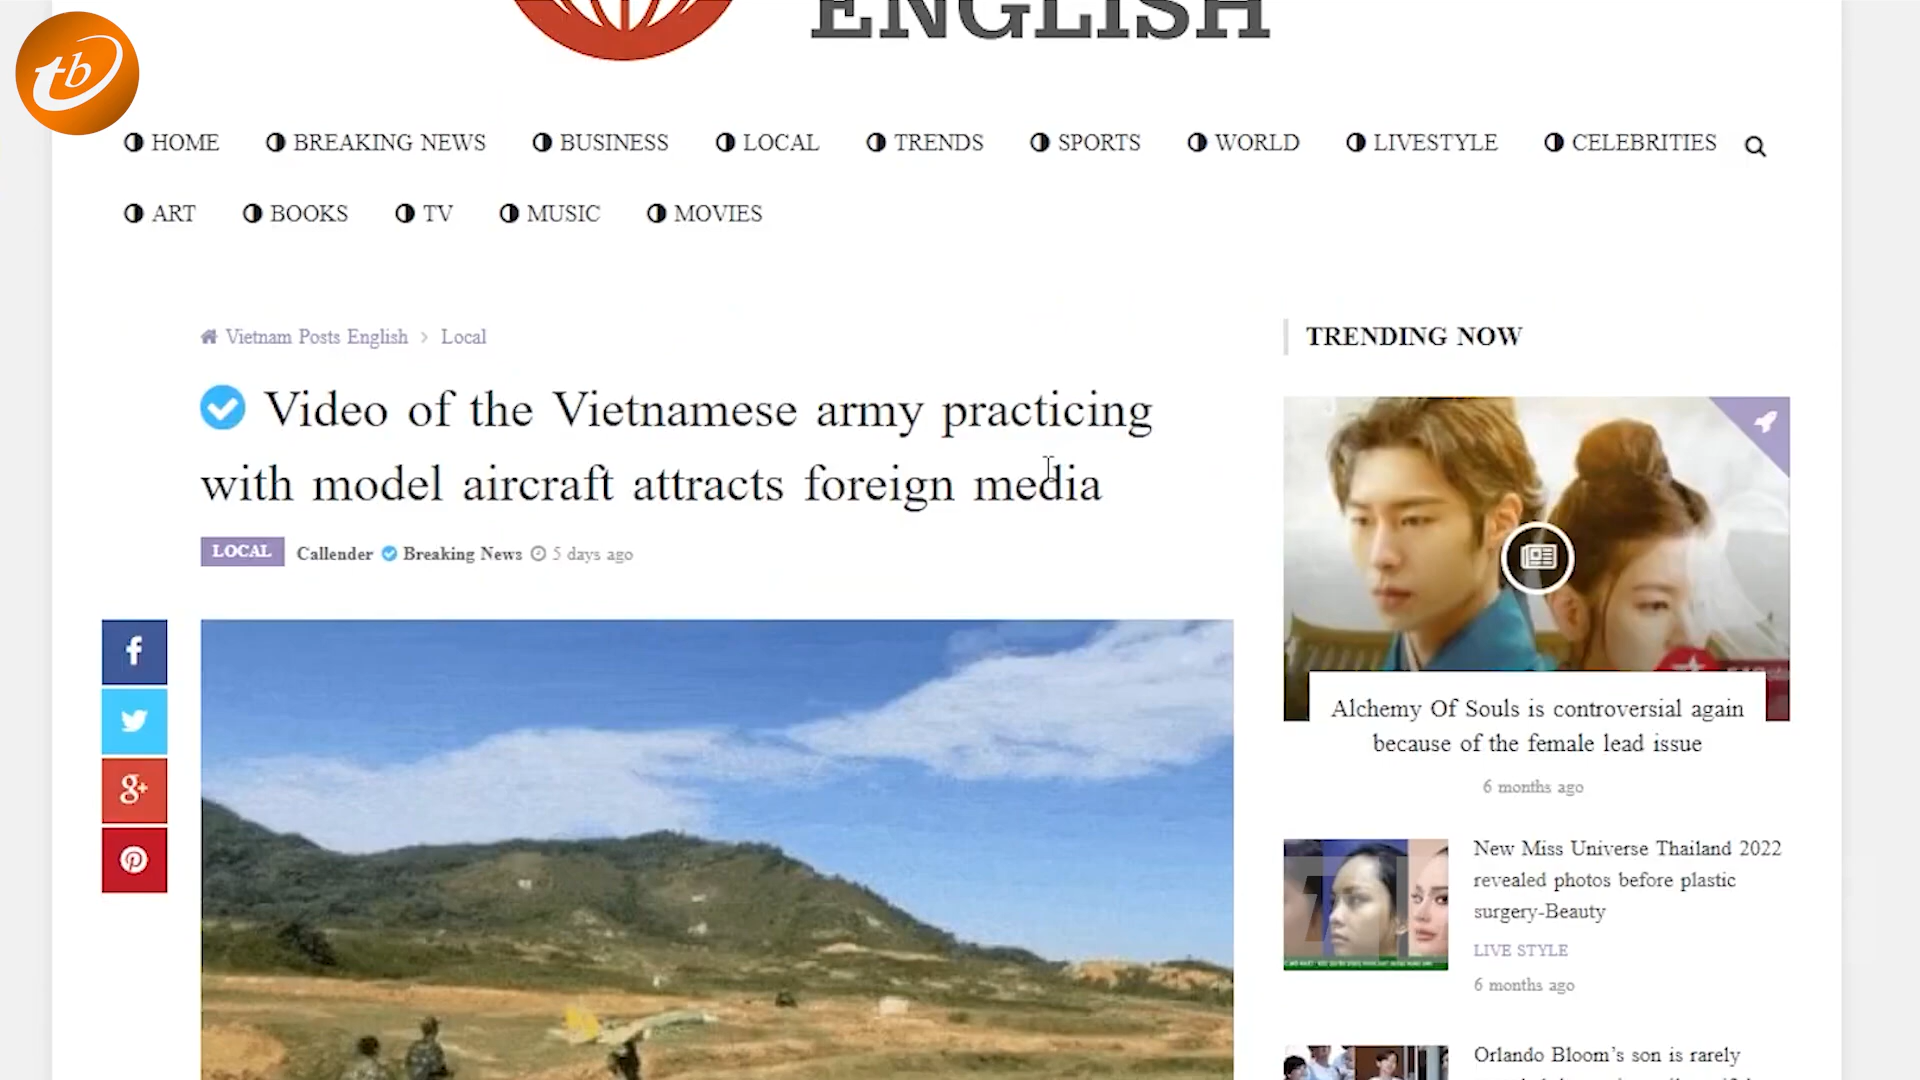 ENGLISH
tb
HOME BREAKING NEWS BUSINESS LOCAL TRENDS SPORTS WORLD LIVESTYLE CELEBRITIES
ART BOOKS TV MUSIC MOVIES
Vietnam Posts English > Local
Video of the Vietnamese army practicing
with model aircraft attracts foreign media
LOCAL Callender Breaking News 5 days ago
f
g+
TRENDING NOW
Alchemy Of Souls is controversial again
because of the female lead issue
6 months ago
New Miss Universe Thailand 2022
revealed photos before plastic
surgery-Beauty
LIVE STYLE
6 months ago
Orlando Bloom's son is rarely